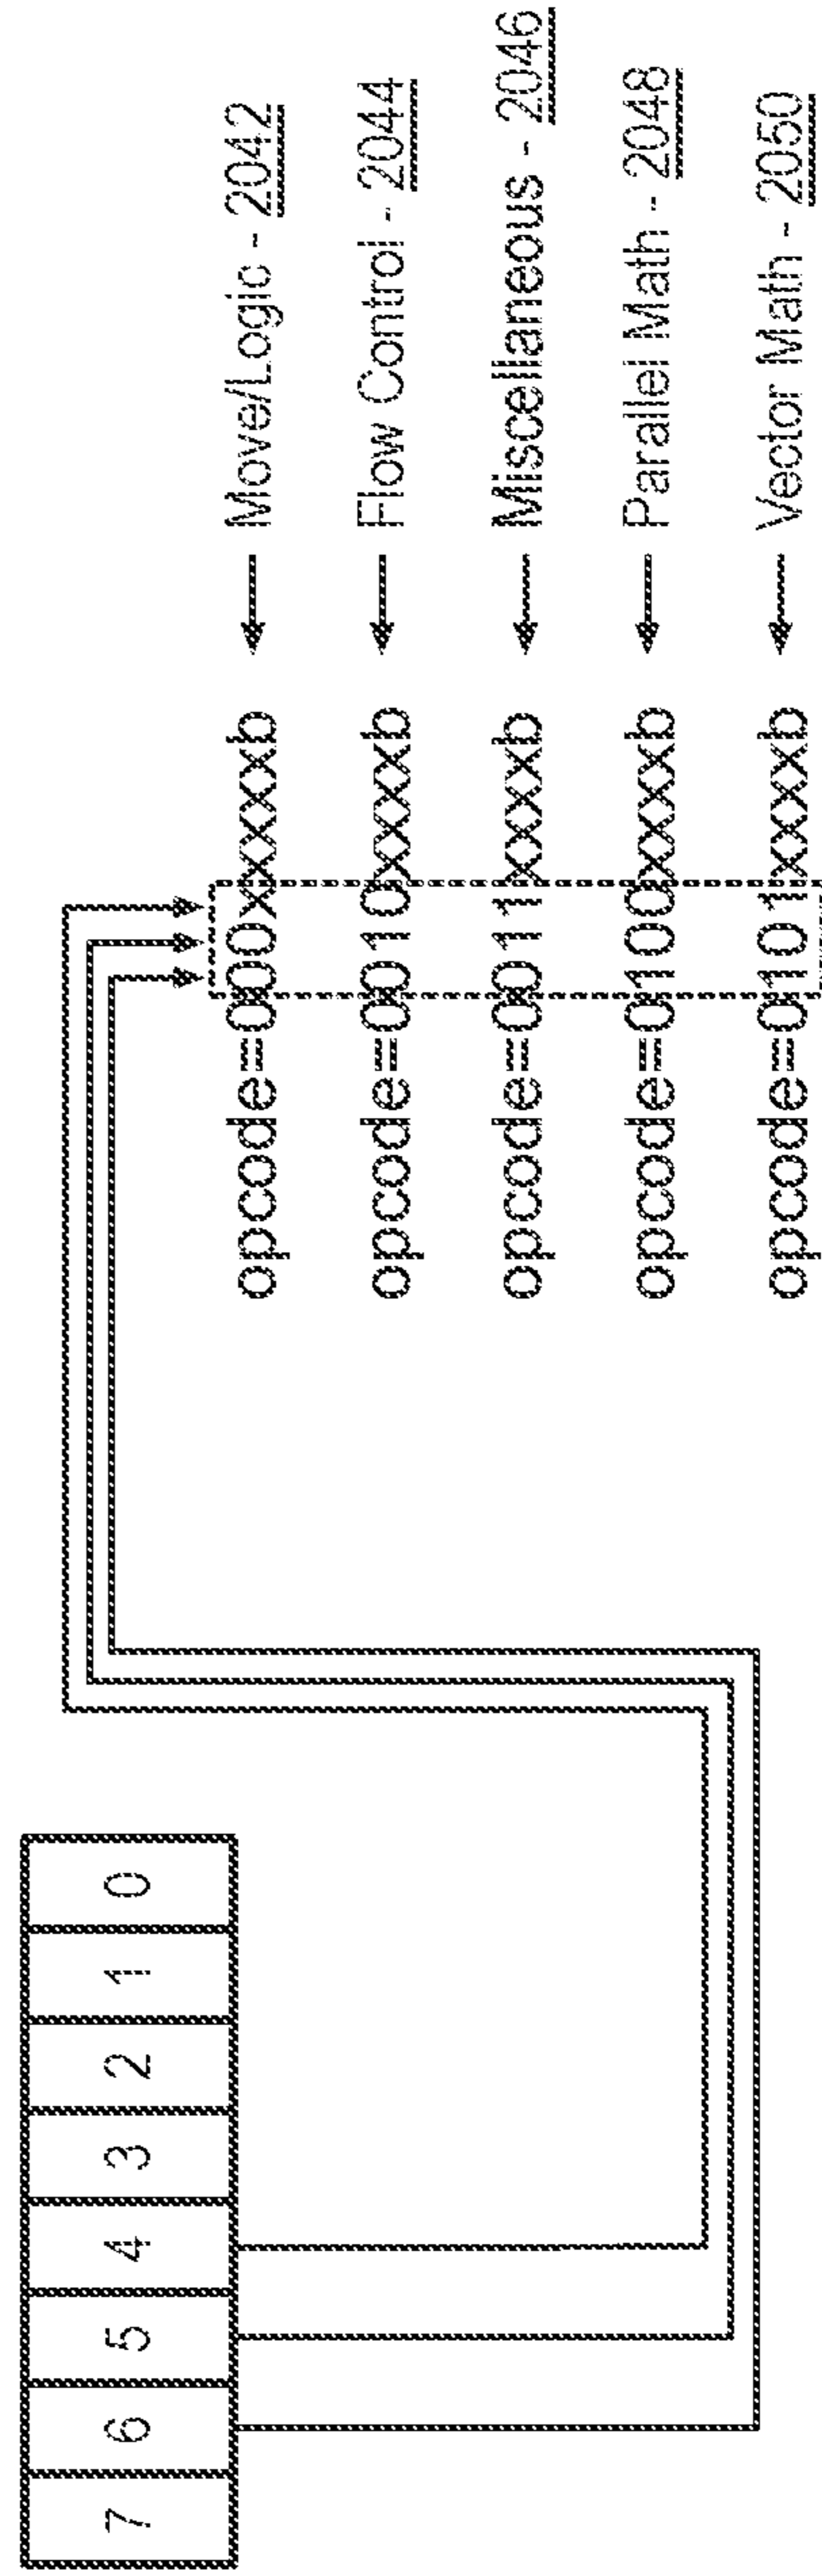 7 6 5 4 3 2 1 0
opcode=000xxxxxb ← Move/Logic - 2042
opcode=0010xxxxb ← Flow Control - 2044
opcode=0011xxxxb ← Miscellaneous - 2046
opcode=0100xxxxb ← Parallel Math - 2048
opcode=0101xxxxb ← Vector Math - 2050